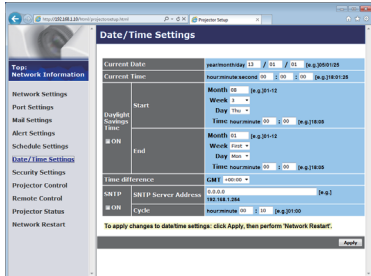 http://192.168.1.10/html/projectorsetup.html
Projector Setup
Date/Time Settings
Top:
Network Information
Network Settings
Port Settings
Mail Settings
Alert Settings
Schedule Settings
Date/Time Settings
Security Settings
Projector Control
Remote Control
Projector Status
Network Restart
Current Date year/month/day 13 / 01 / 01 [e.g.]05/01/25
Current Time hour:minute:second 00 : 00 : 00 [e.g.]18:01:25
Daylight Savings Time
ON
Start
Month 08 [e.g.]01-12
Week 3
Day Thu
Time hour:minute 00 : 00 [e.g.]18:05
End
Month 01 [e.g.]01-12
Week First
Day Mon
Time hour:minute 00 : 00 [e.g.]18:05
Time difference GMT +00:00
SNTP
ON
SNTP Server Address 0.0.0.0 [e.g.]
192.168.1.254
Cycle hour:minute 00 : 10 [e.g.]01:00
To apply changes to date/time settings: click Apply, then perform 'Network Restart'.
Apply